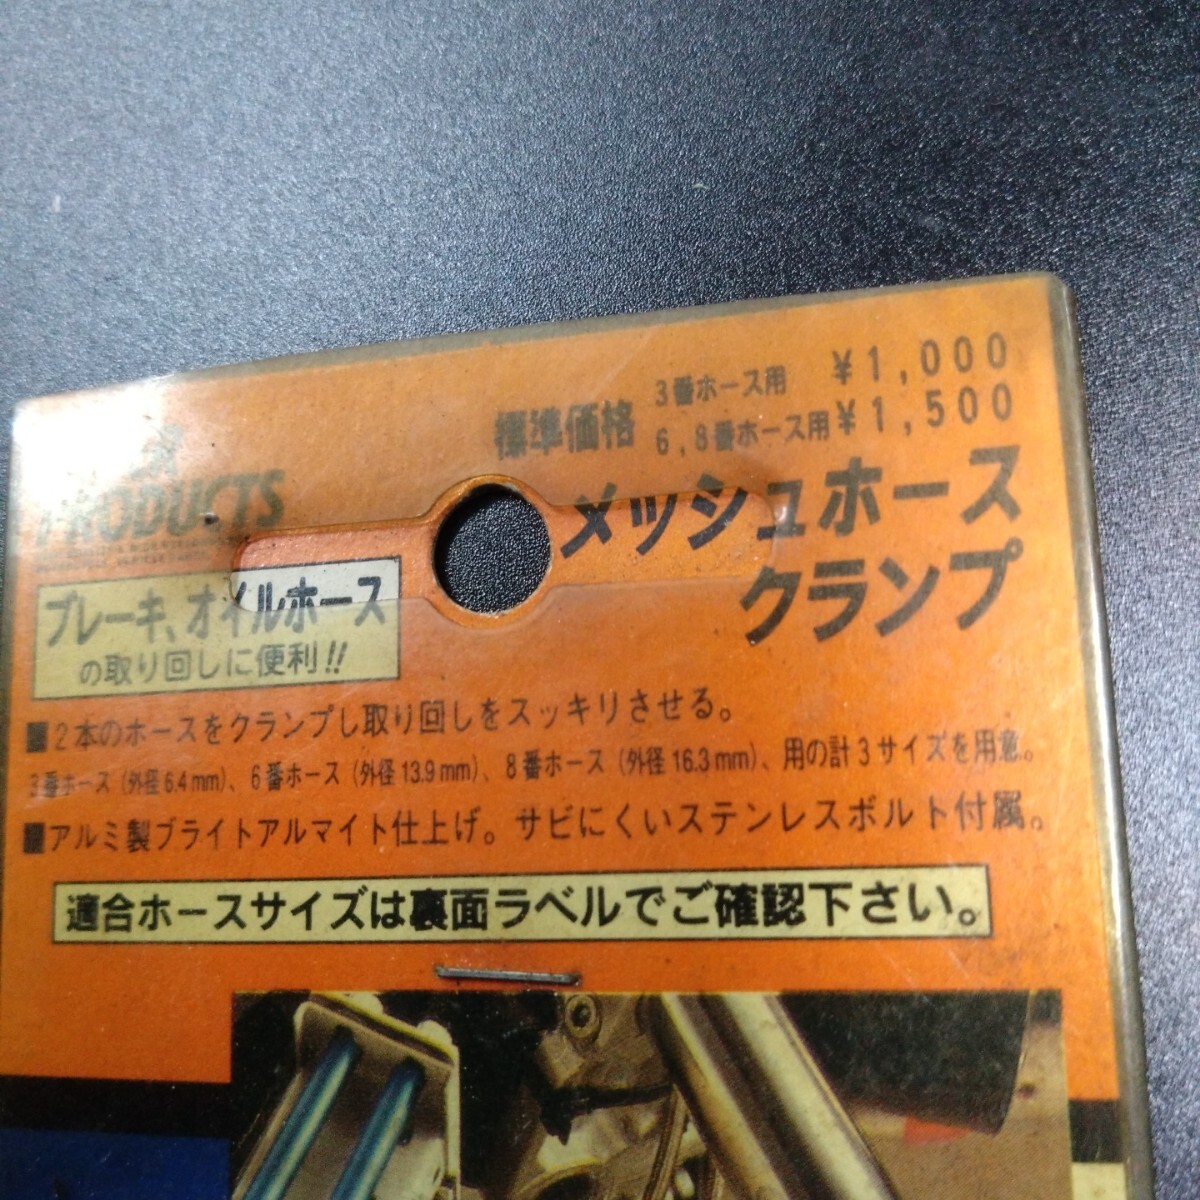 標準価格 3番ホース用 ¥1,000
6,8番ホース用 ¥1,500
PRODUCTS
メッシュホース
クランプ
ブレーキ、オイルホース
の取り回しに便利!!
■2本のホースをクランプし取り回しをスッキリさせる。
3番ホース（外径6.4mm）、6番ホース（外径13.9mm）、8番ホース（外径16.3mm）、用の計3サイズを用意。
■アルミ製ブライトアルマイト仕上げ。サビにくいステンレスボルト付属。
適合ホースサイズは裏面ラベルでご確認下さい。